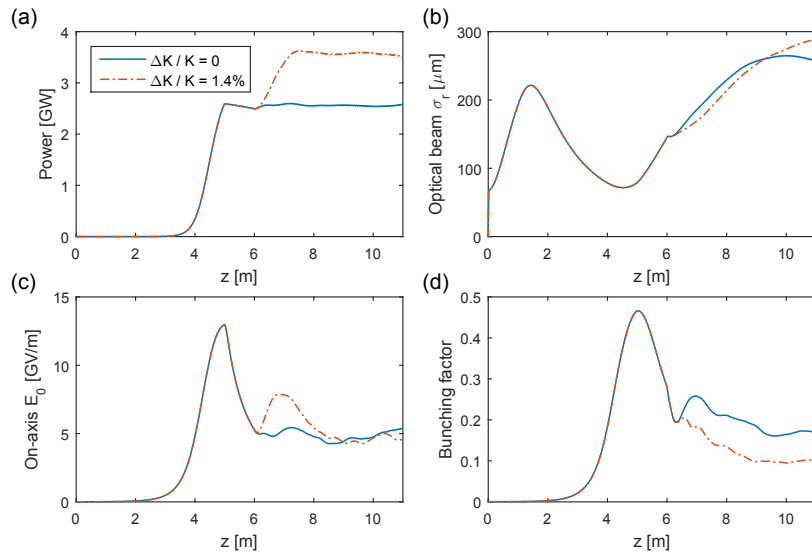 (a)
Power [GW]
4
3
2
1
0
ΔK / K = 0
ΔK / K = 1.4%
0 2 4 6 8 10
z [m]
(b)
Optical beam σr [μm]
300
200
100
0
0 2 4 6 8 10
z [m]
(c)
On-axis E0 [GV/m]
15
10
5
0
0 2 4 6 8 10
z [m]
(d)
Bunching factor
0.5
0.4
0.3
0.2
0.1
0
0 2 4 6 8 10
z [m]